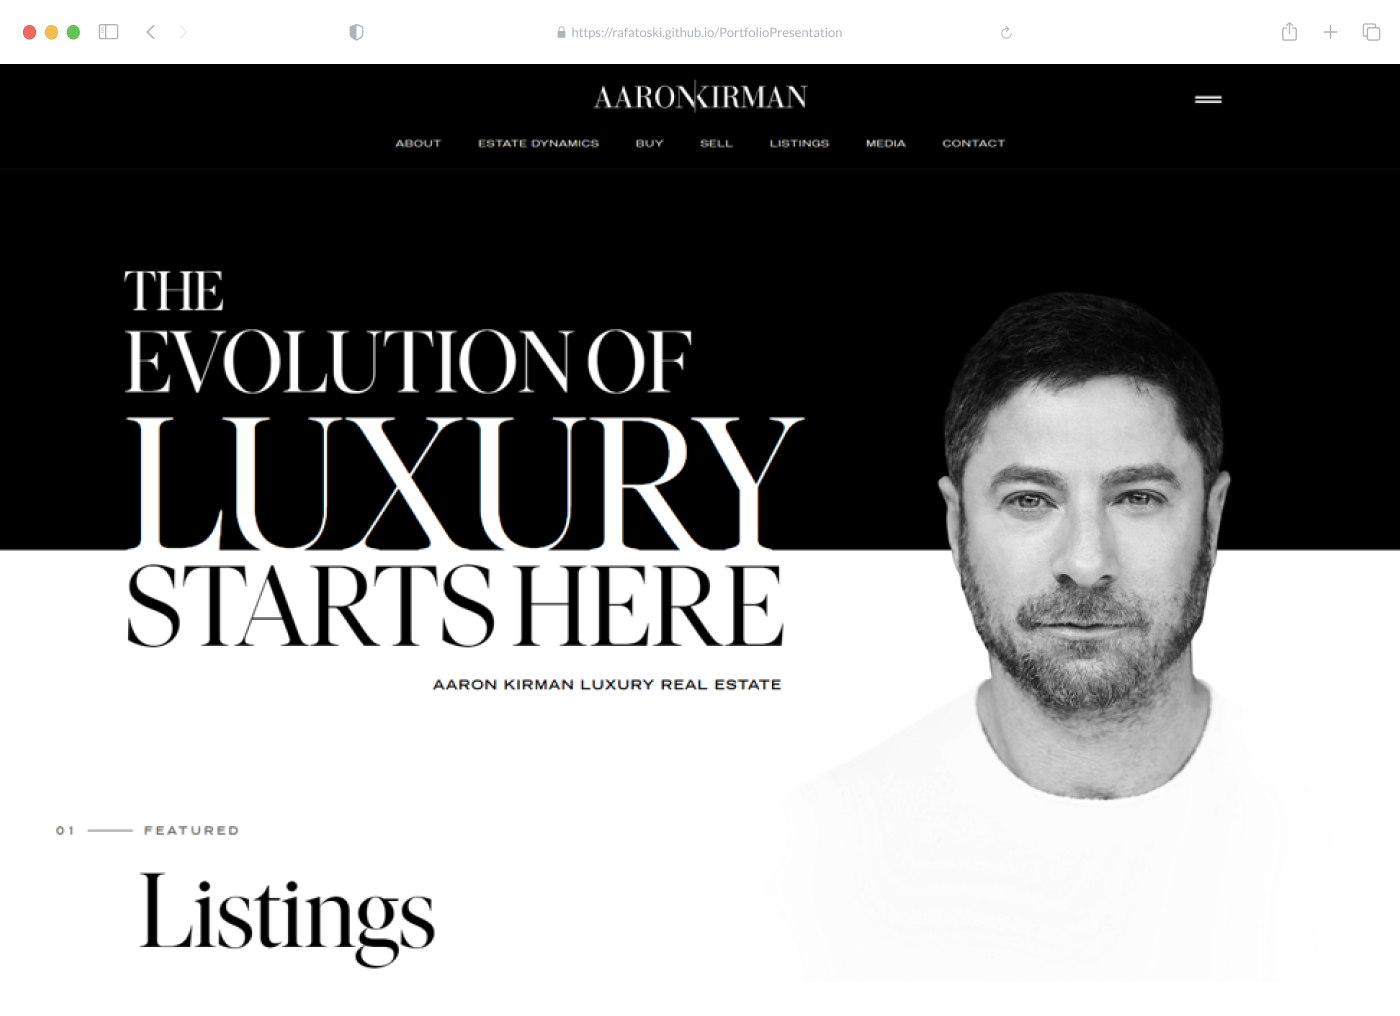 https://rafatoski.github.io/PortfolioPresentation
AARONKIRMAN
ABOUT ESTATE DYNAMICS BUY SELL LISTINGS MEDIA CONTACT
THE
EVOLUTION OF
LUXURY
STARTS HERE
AARON KIRMAN LUXURY REAL ESTATE
01 FEATURED
Listings